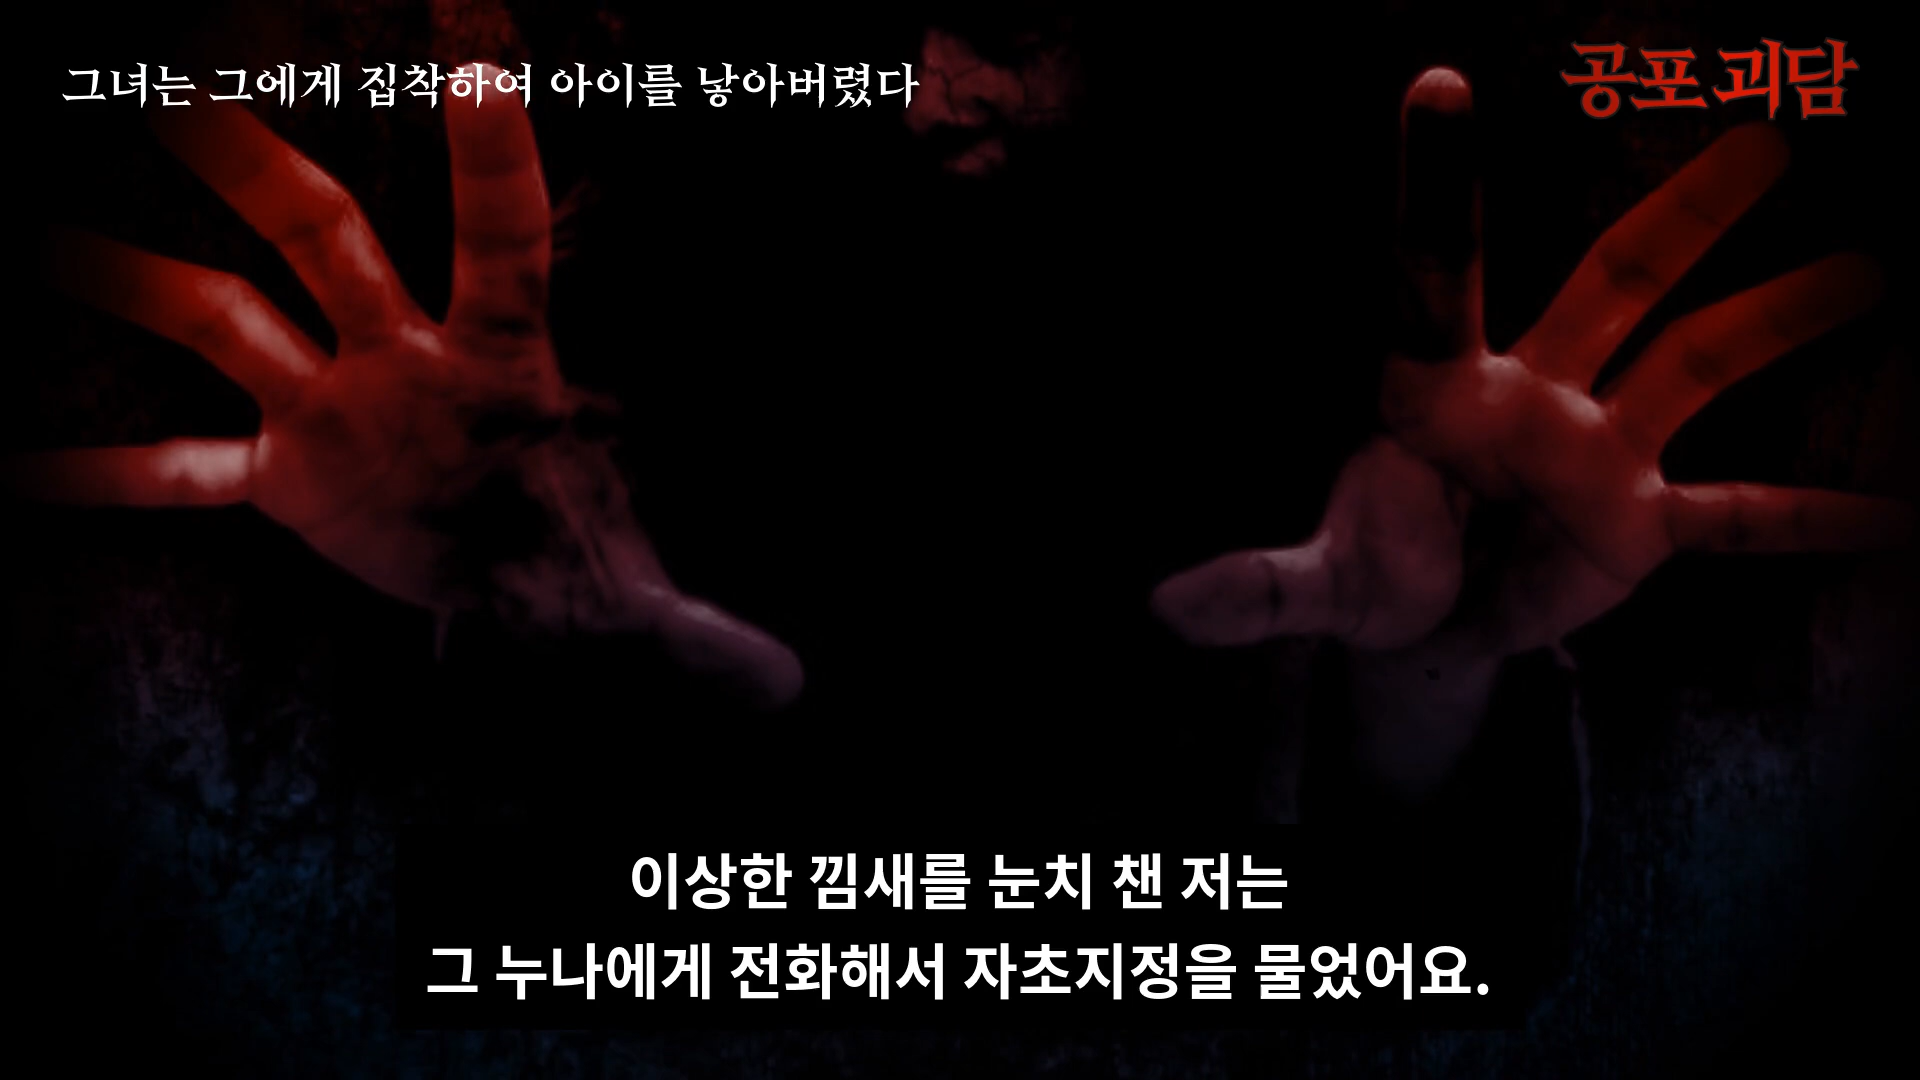 그녀는 그에게 집착하여 아이를 낳아버렸다
공포 괴담
이상한 낌새를 눈치 챈 저는
그 누나에게 전화해서 자초지정을 물었어요.